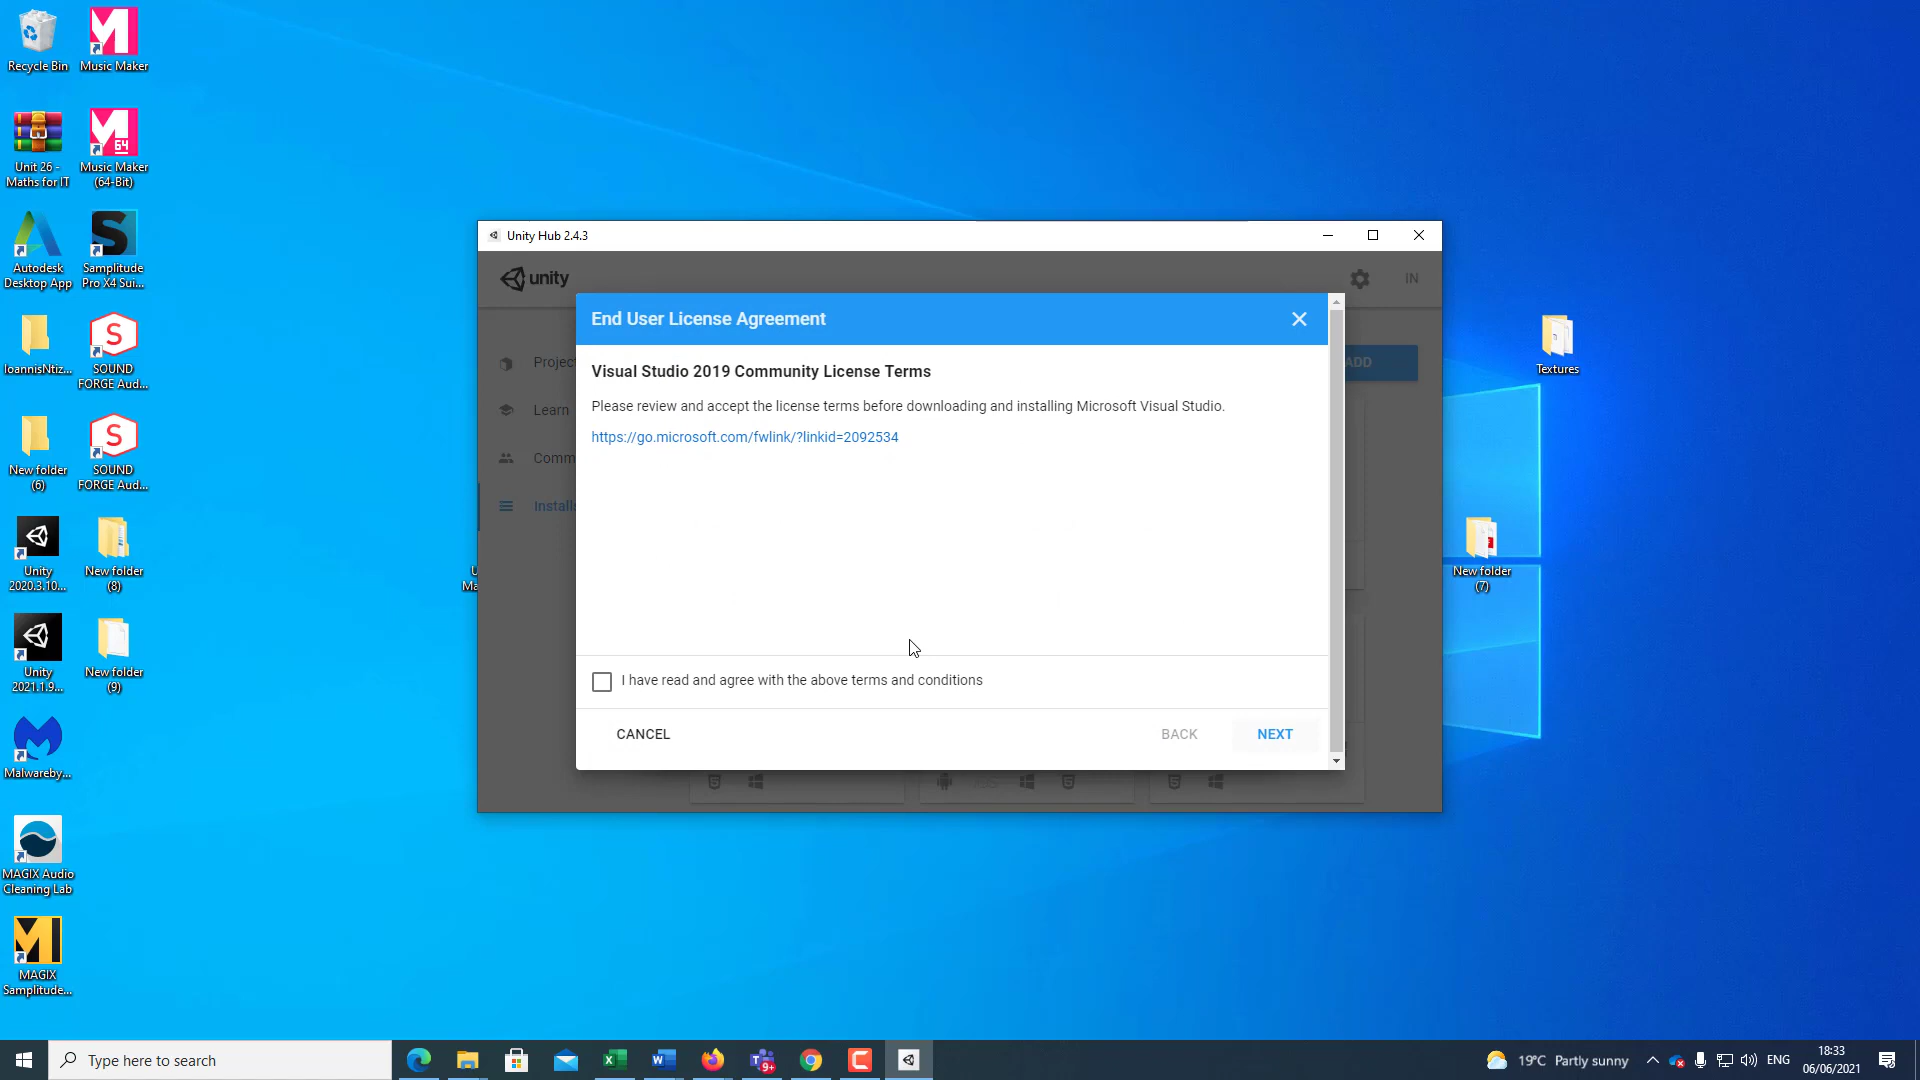 Recycle Bin
Music Maker
Unit 26 -
Maths for IT
64
Music Maker
(64-Bit)
Autodesk
Desktop App
Samplitude
Pro X4 Sui...
IoannisNtiz...
SOUND
FORGE Aud...
New folder
(6)
SOUND
FORGE Aud...
Unity
2020.3.10...
New folder
(8)
Unity
2021.1.9...
New folder
(9)
Malwareby...
MAGIX Audio
Cleaning Lab
MAGIX
Samplitude...
Unity Hub 2.4.3
unity
IN
Learn
ADD
End User License Agreement
Visual Studio 2019 Community License Terms
Please review and accept the license terms before downloading and installing Microsoft Visual Studio.
https://go.microsoft.com/fwlink/?linkid=2092534
I have read and agree with the above terms and conditions
CANCEL
BACK
NEXT
Textures
New folder
(7)
Type here to search
9+
19°C Partly sunny
ENG
18:33
06/06/2021